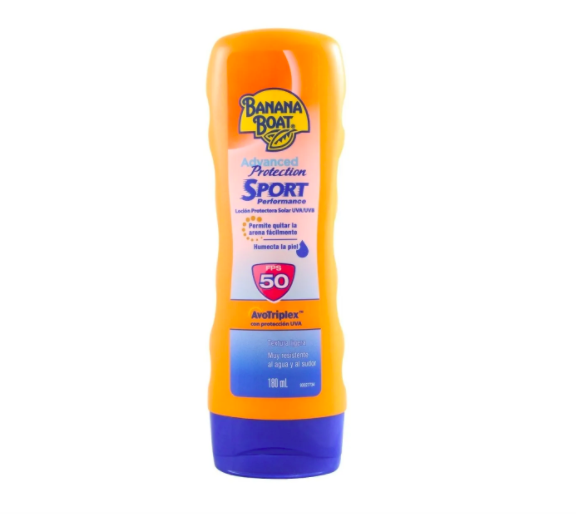 BANANA
BOAT®
Advanced
Protection
SPORT
Performance
Loción Protectora Solar UVA/UVB
Permite quitar la
arena fácilmente
Humecta la piel
FPS
50
AvoTriplex™
con protección UVA
Muy resistente
al agua y al sudor
180 mL